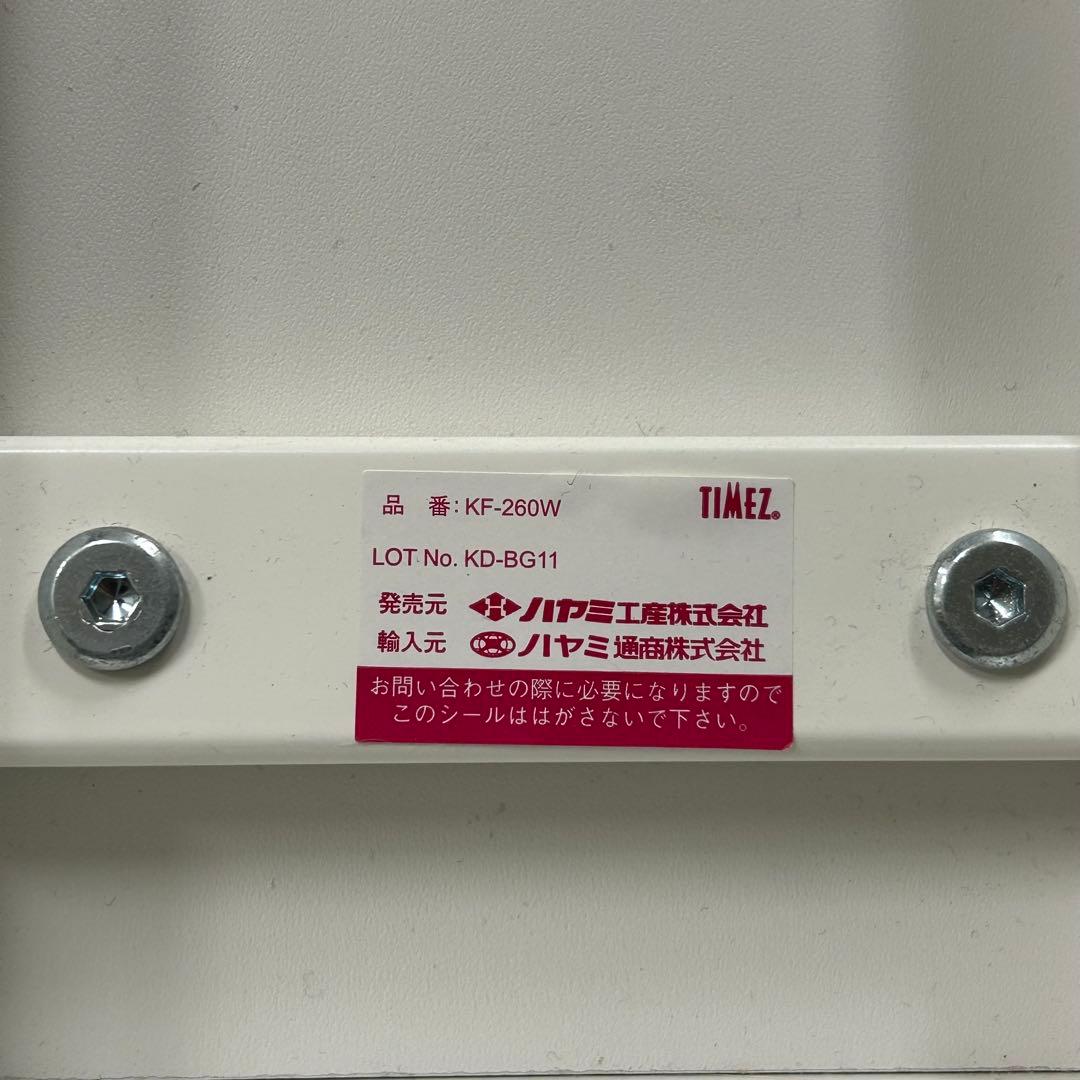 品 番: KF-260W TIMEZ®
LOT No. KD-BG11
発売元 ハヤミ工産株式会社
輸入元 ハヤミ通商株式会社
お問い合わせの際に必要になりますので
このシールははがさないで下さい。